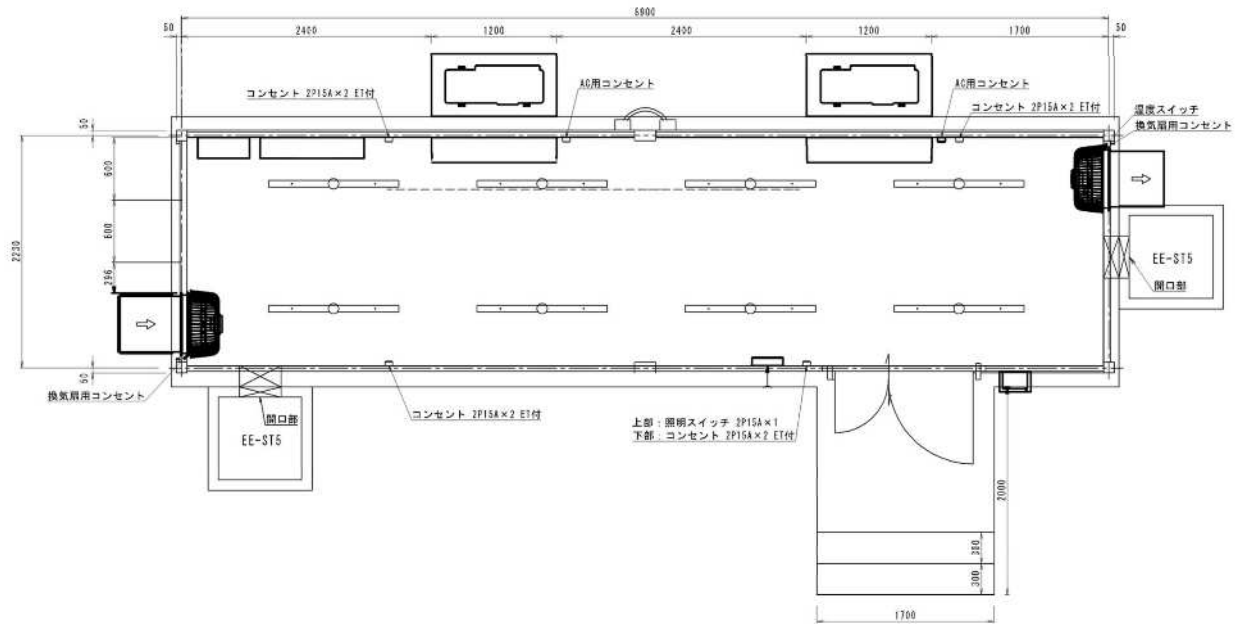 8900
50
2400
1200
2400
1200
1700
50
コンセント 2P15A×2 ET付
AC用コンセント
AC用コンセント
コンセント 2P15A×2 ET付
温度スイッチ
換気扇用コンセント
50
2230
600
600
296
50
EE-ST5
開口部
換気扇用コンセント
開口部
EE-ST5
コンセント 2P15A×2 ET付
上部：照明スイッチ 2P15A×1
下部：コンセント 2P15A×2 ET付
2000
300
300
1700